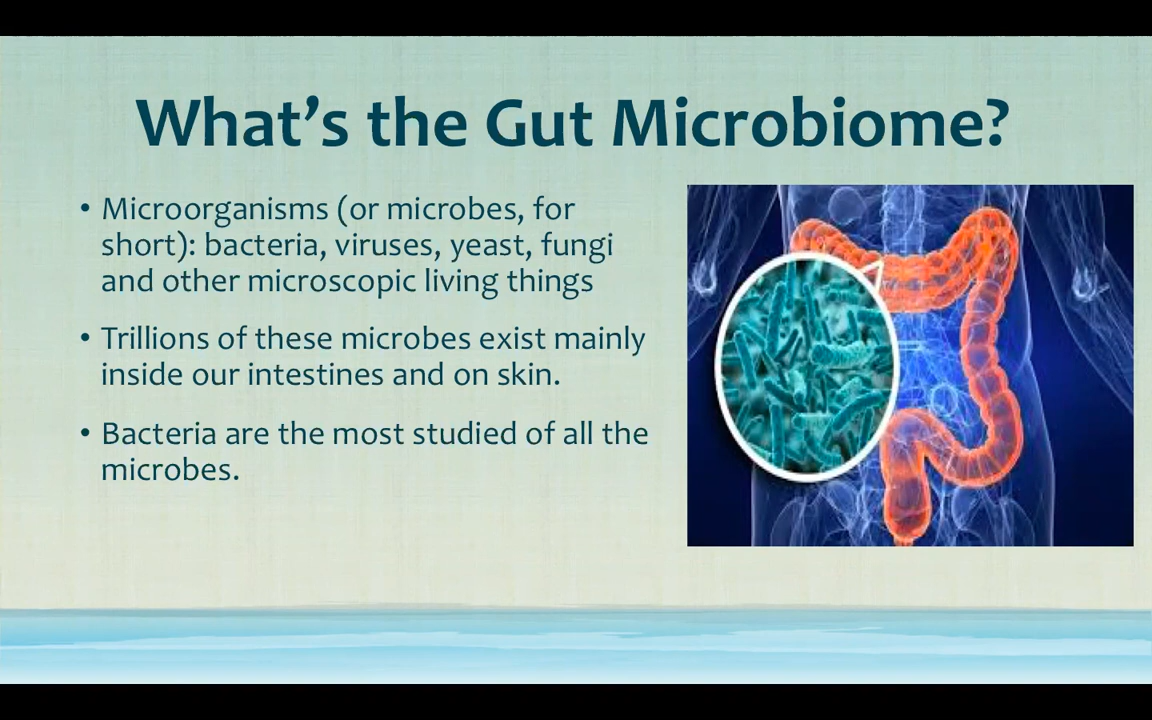 What’s the Gut Microbiome?
• Microorganisms (or microbes, for
short): bacteria, viruses, yeast, fungi
and other microscopic living things
• Trillions of these microbes exist mainly
inside our intestines and on skin.
• Bacteria are the most studied of all the
microbes.